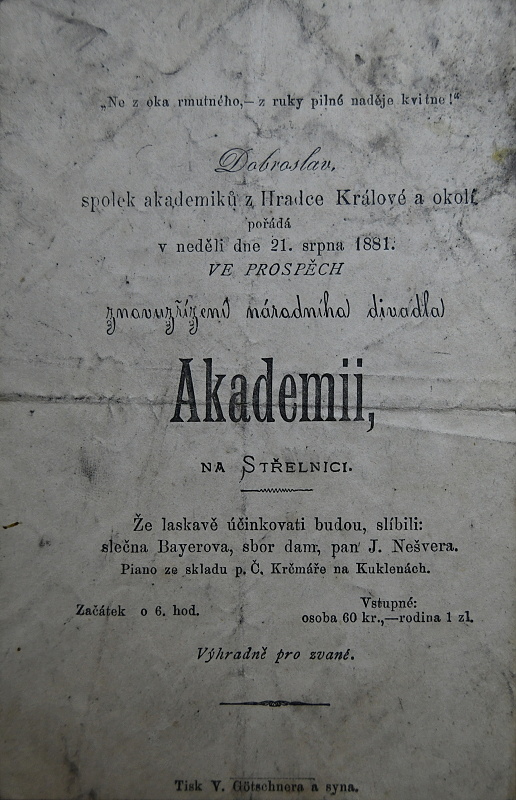 „Ne z oka rmutného,— z ruky pilné naděje kvitne!“
Dobroslav,
spolek akademiků z Hradce Králové a okolí
pořádá
v neděli dne 21. srpna 1881.
VE PROSPĚCH
znovuzřízení národního divadla
Akademii,
NA STŘELNICI.
Že laskavě účinkovati budou, slíbili:
slečna Bayerova, sbor dam, pan J. Nešvera.
Piano ze skladu p. Č. Krčmáře na Kuklenách.
Začátek o 6. hod.
Vstupné:
osoba 60 kr.,—rodina 1 zl.
Výhradně pro zvané.
Tisk V. Götschnera a syna.